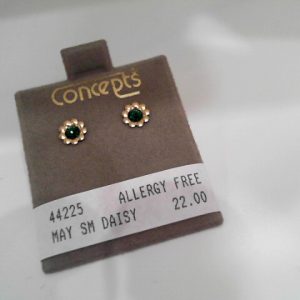 Concepts
44225 ALLERGY FREE
MAY SM DAISY 22.00